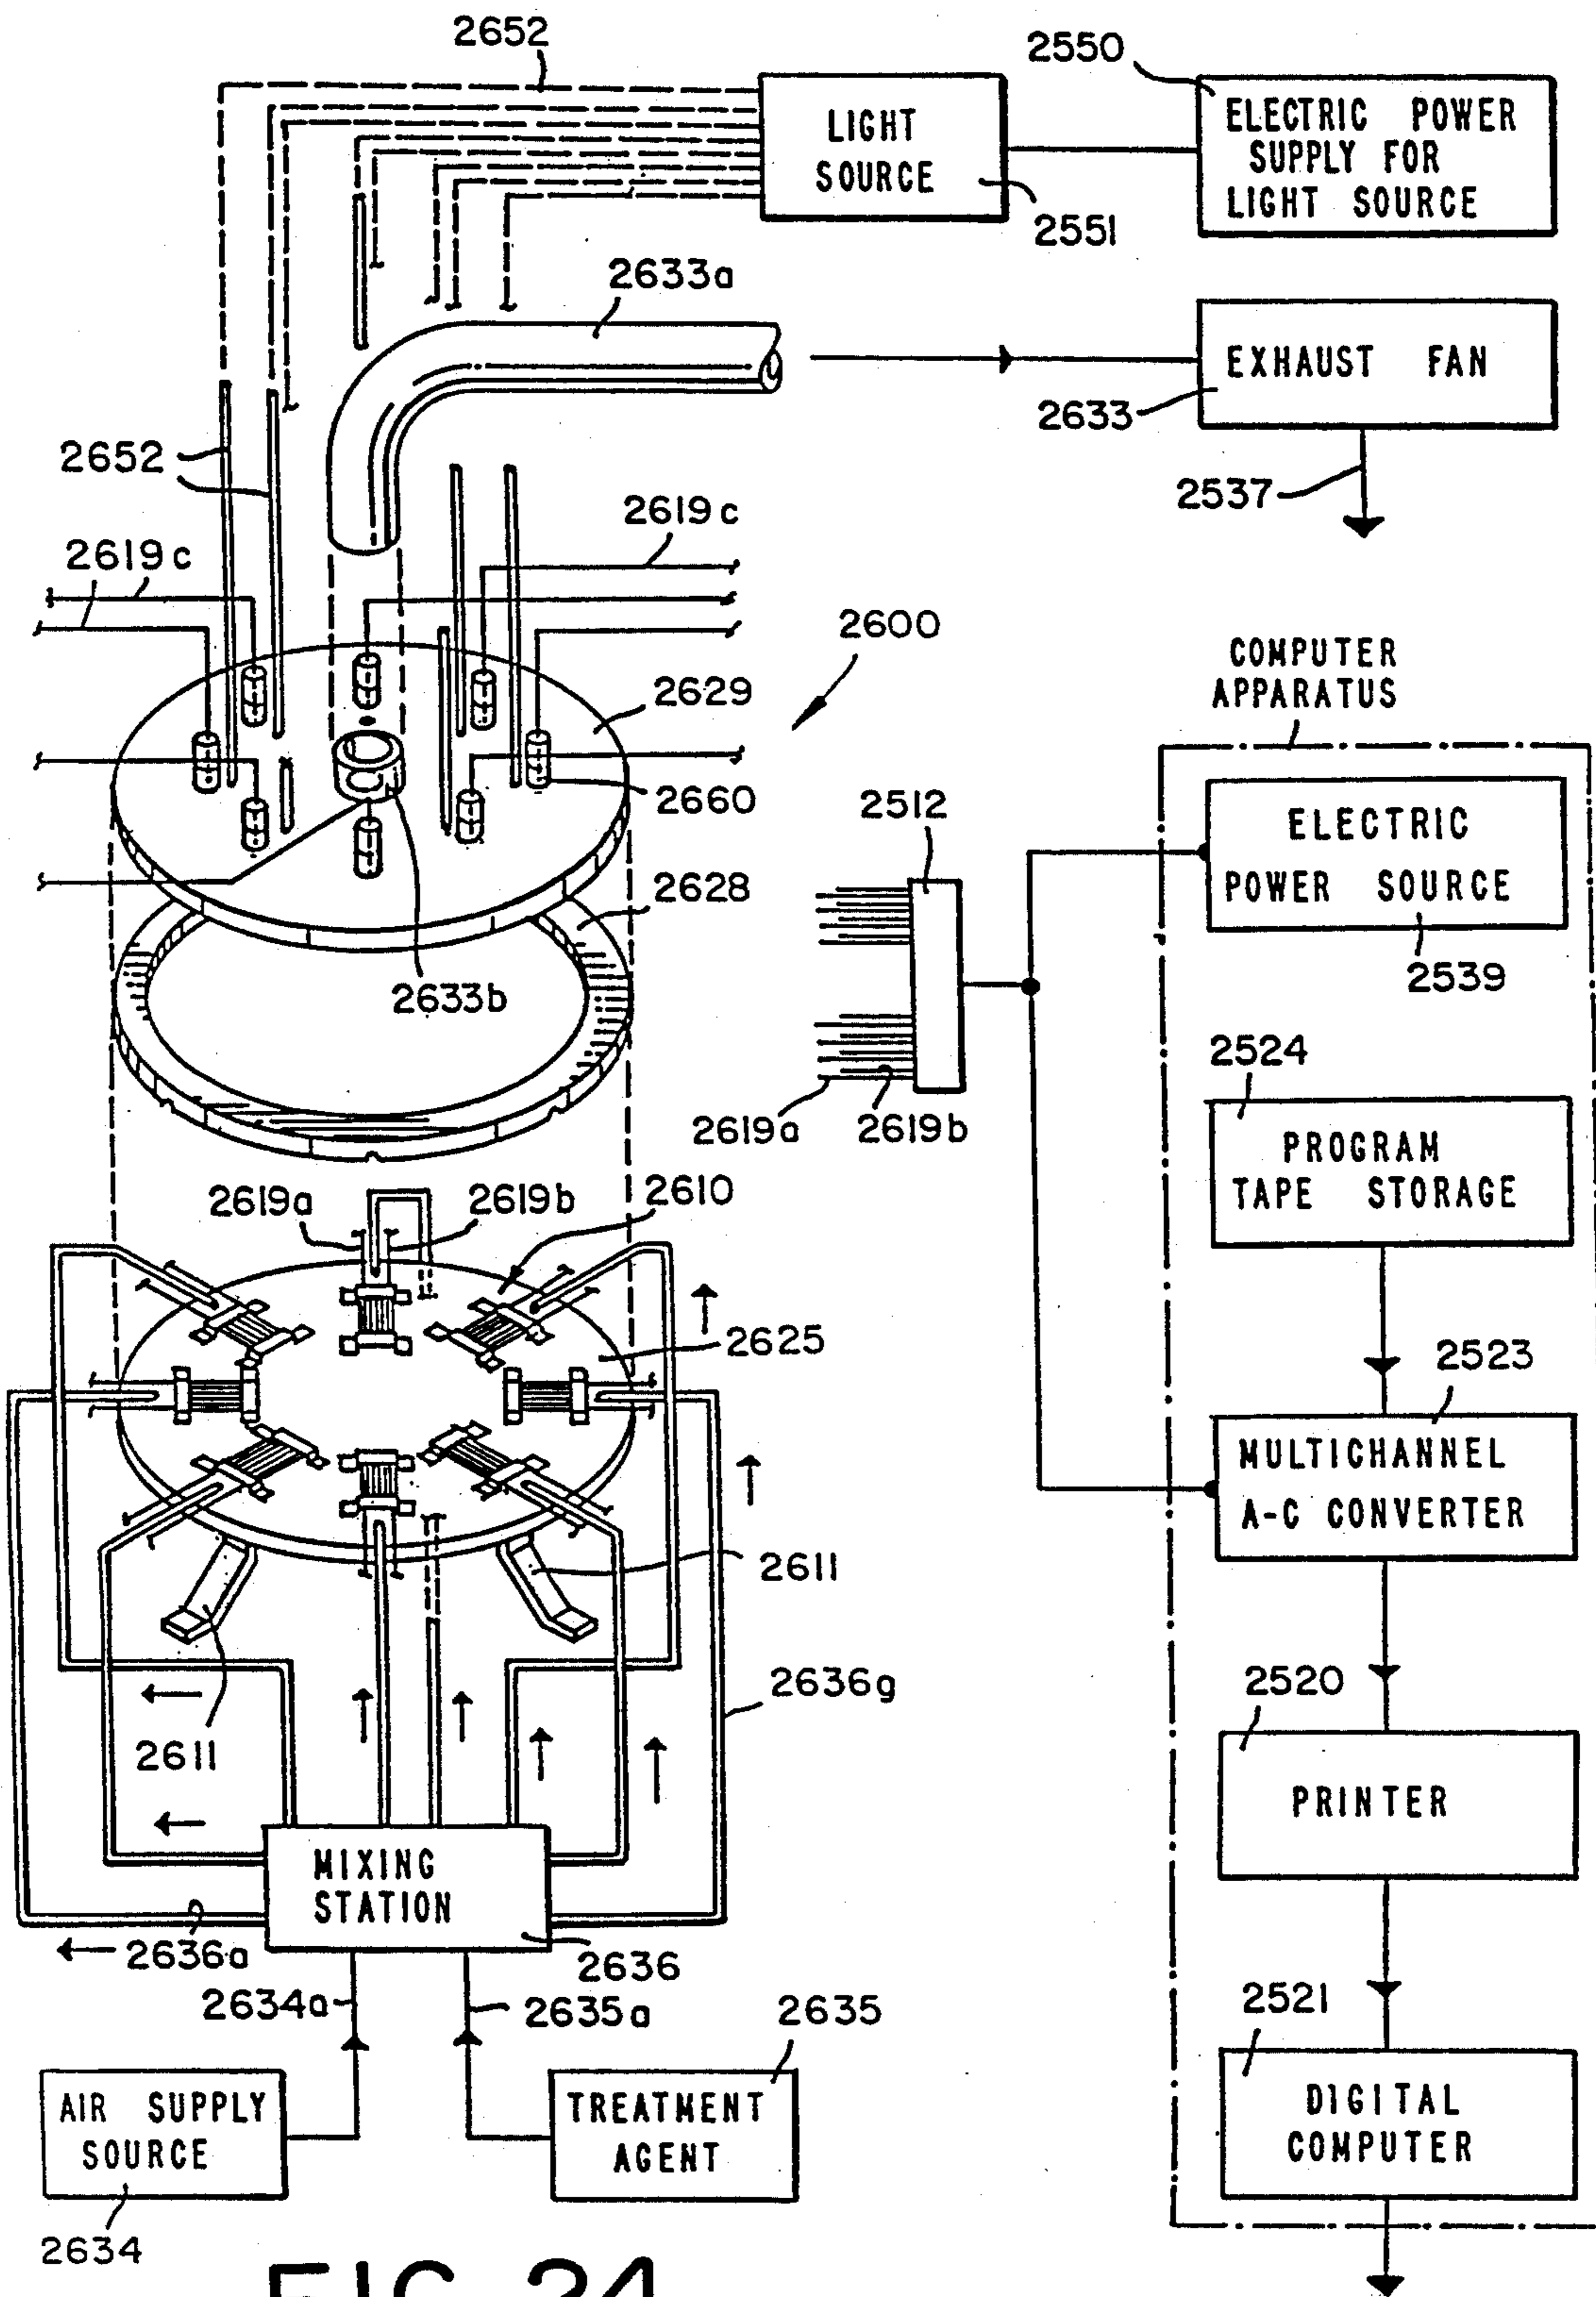 2652
2550
LIGHT
SOURCE
2551
ELECTRIC POWER
SUPPLY FOR
LIGHT SOURCE
2633a
EXHAUST FAN
2633
2537
2652
2619c
2619c
2600
2629
2660
2628
2633b
2512
2619a
2619b
COMPUTER
APPARATUS
ELECTRIC
POWER SOURCE
2539
2524
PROGRAM
TAPE STORAGE
2619a
2619b
2610
2625
2523
MULTICHANNEL
A-C CONVERTER
2611
2611
2636g
2520
PRINTER
MIXING
STATION
2636a
2636
2634a
2635a
2635
2521
AIR SUPPLY
SOURCE
TREATMENT
AGENT
DIGITAL
COMPUTER
2634